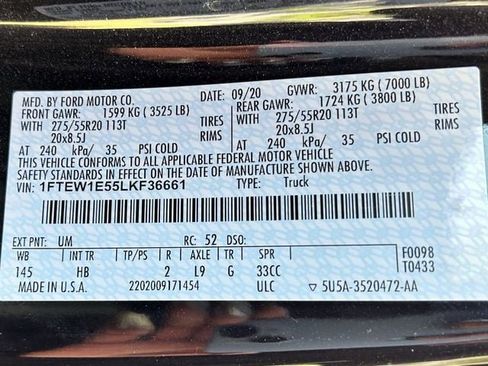 MFD. BY FORD MOTOR CO.
DATE: 09/20 GVWR: 3175 KG ( 7000 LB)
FRONT GAWR: 1599 KG ( 3525 LB) REAR GAWR: 1724 KG ( 3800 LB)
WITH 275/55R20 113T TIRES WITH 275/55R20 113T TIRES
20x8.5J RIMS 20x8.5J RIMS
AT 240 kPa/ 35 PSI COLD AT 240 kPa/ 35 PSI COLD
THIS VEHICLE CONFORMS TO ALL APPLICABLE FEDERAL MOTOR VEHICLE
SAFETY STANDARDS IN EFFECT ON THE DATE OF MANUFACTURE SHOWN ABOVE.
VIN: 1FTEW1E55LKF36661 TYPE: Truck
EXT PNT: UM RC: 52 DSO:
WB INT TR TP/PS R AXLE TR SPR F0098
145 HB 2 L9 G 33CC T0433
MADE IN U.S.A. 2202009171454 ULC ▽ 5U5A-3520472-AA